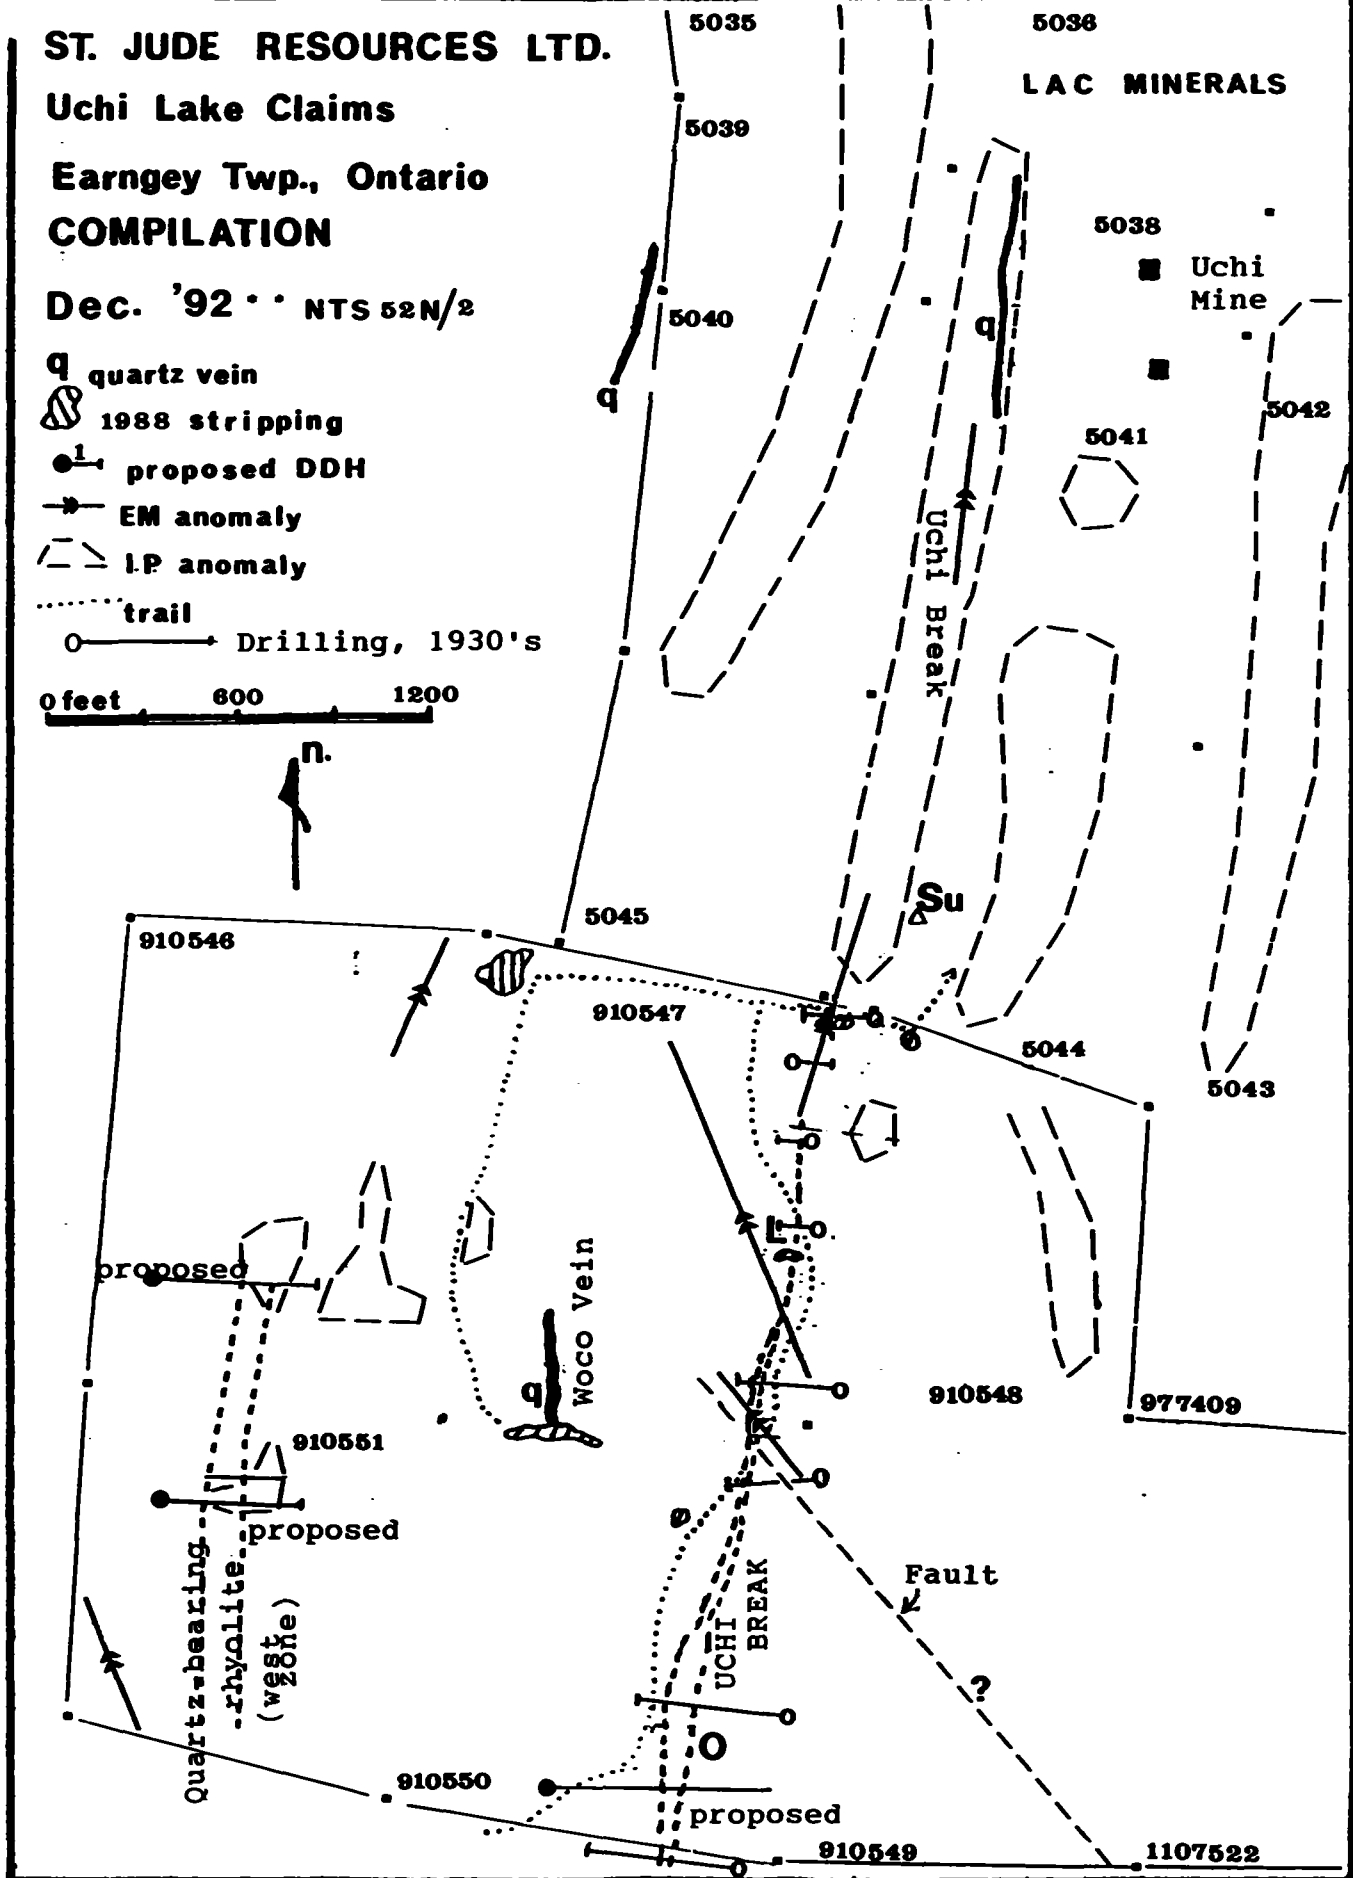 ST. JUDE RESOURCES LTD.
Uchi Lake Claims
Earngey Twp., Ontario
COMPILATION
Dec. '92 · · NTS 52N/2
q quartz vein
1988 stripping
1 proposed DDH
EM anomaly
I.P. anomaly
trail
Drilling, 1930's
0 feet 600 1200
n.
5035
5036
LAC MINERALS
5039
5038
Uchi
Mine
5040
q
q
5042
5041
Uchi Break
Su
5045
910546
910547
5044
5043
L
proposed
Woco Vein
q
910548
977409
910551
proposed
Quartz-bearing
rhyolite
(west
zone)
UCHI
BREAK
Fault
?
O
910550
proposed
910549
1107522